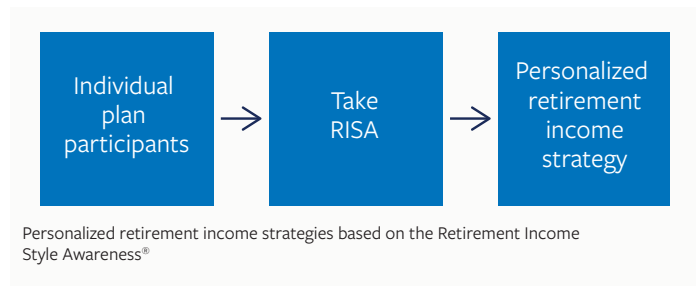 Individual
plan
participants
Take
RISA
Personalized
retirement
income
strategy
Personalized retirement income strategies based on the Retirement Income
Style Awareness®